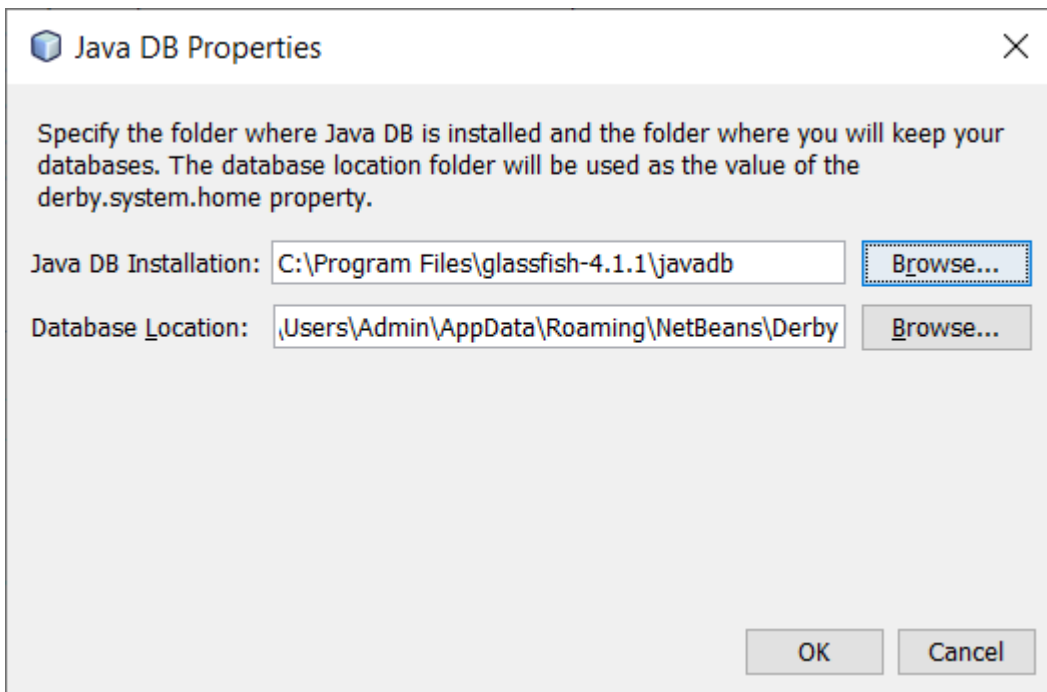 Java DB Properties
Specify the folder where Java DB is installed and the folder where you will keep your
databases. The database location folder will be used as the value of the
derby.system.home property.
Java DB Installation: C:\Program Files\glassfish-4.1.1\javadb Browse...
Database Location: \Users\Admin\AppData\Roaming\NetBeans\Derby Browse...
OK Cancel